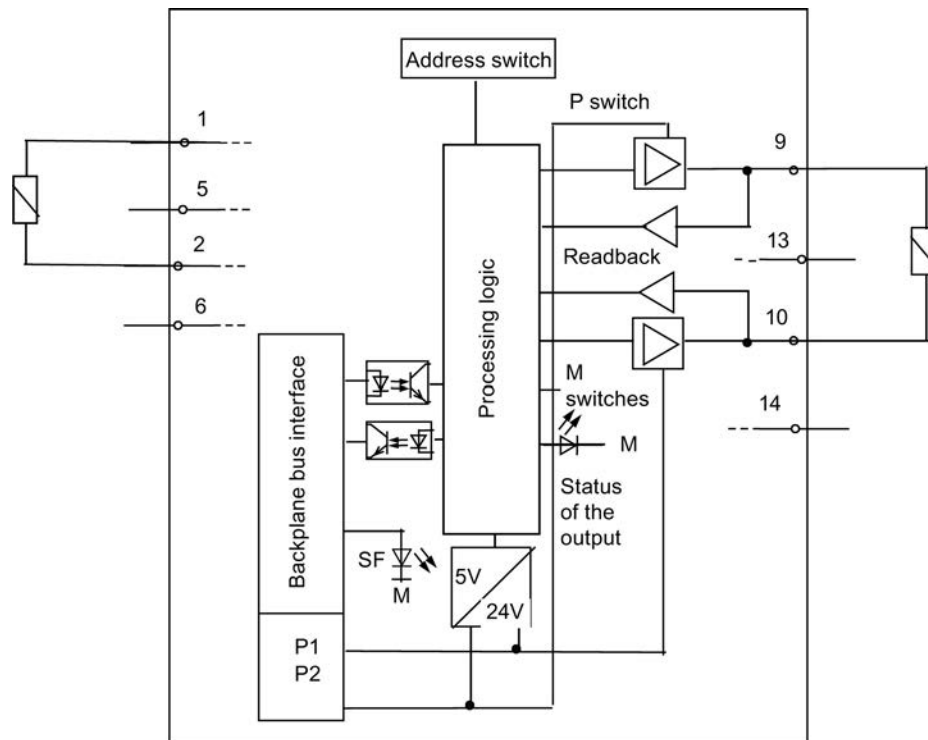 Address switch
P switch
1
9
5
13
Readback
2
6
10
Processing logic
Backplane bus interface
M
switches
14
M
Status
of the
output
SF
M
5V
24V
P1
P2